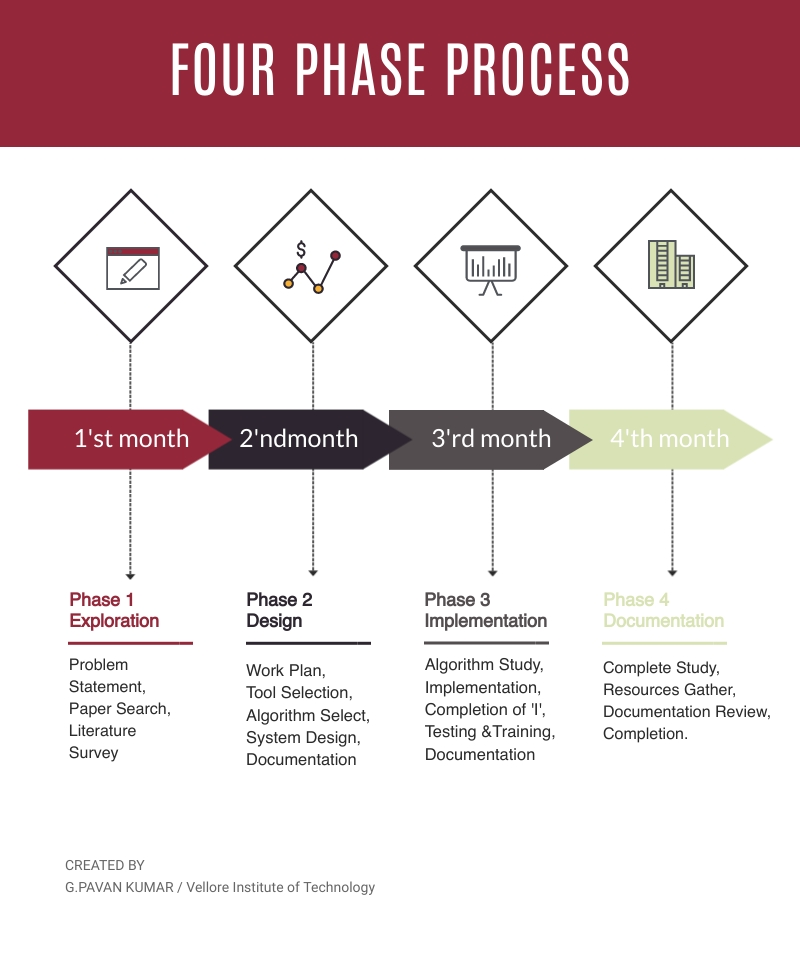 FOUR PHASE PROCESS
$
1'st month
2'ndmonth
3'rd month
4'th month
Phase 1
Exploration
Problem
Statement,
Paper Search,
Literature
Survey
Phase 2
Design
Work Plan,
Tool Selection,
Algorithm Select,
System Design,
Documentation
Phase 3
Implementation
Algorithm Study,
Implementation,
Completion of 'I',
Testing &Training,
Documentation
Phase 4
Documentation
Complete Study,
Resources Gather,
Documentation Review,
Completion.
CREATED BY
G.PAVAN KUMAR / Vellore Institute of Technology